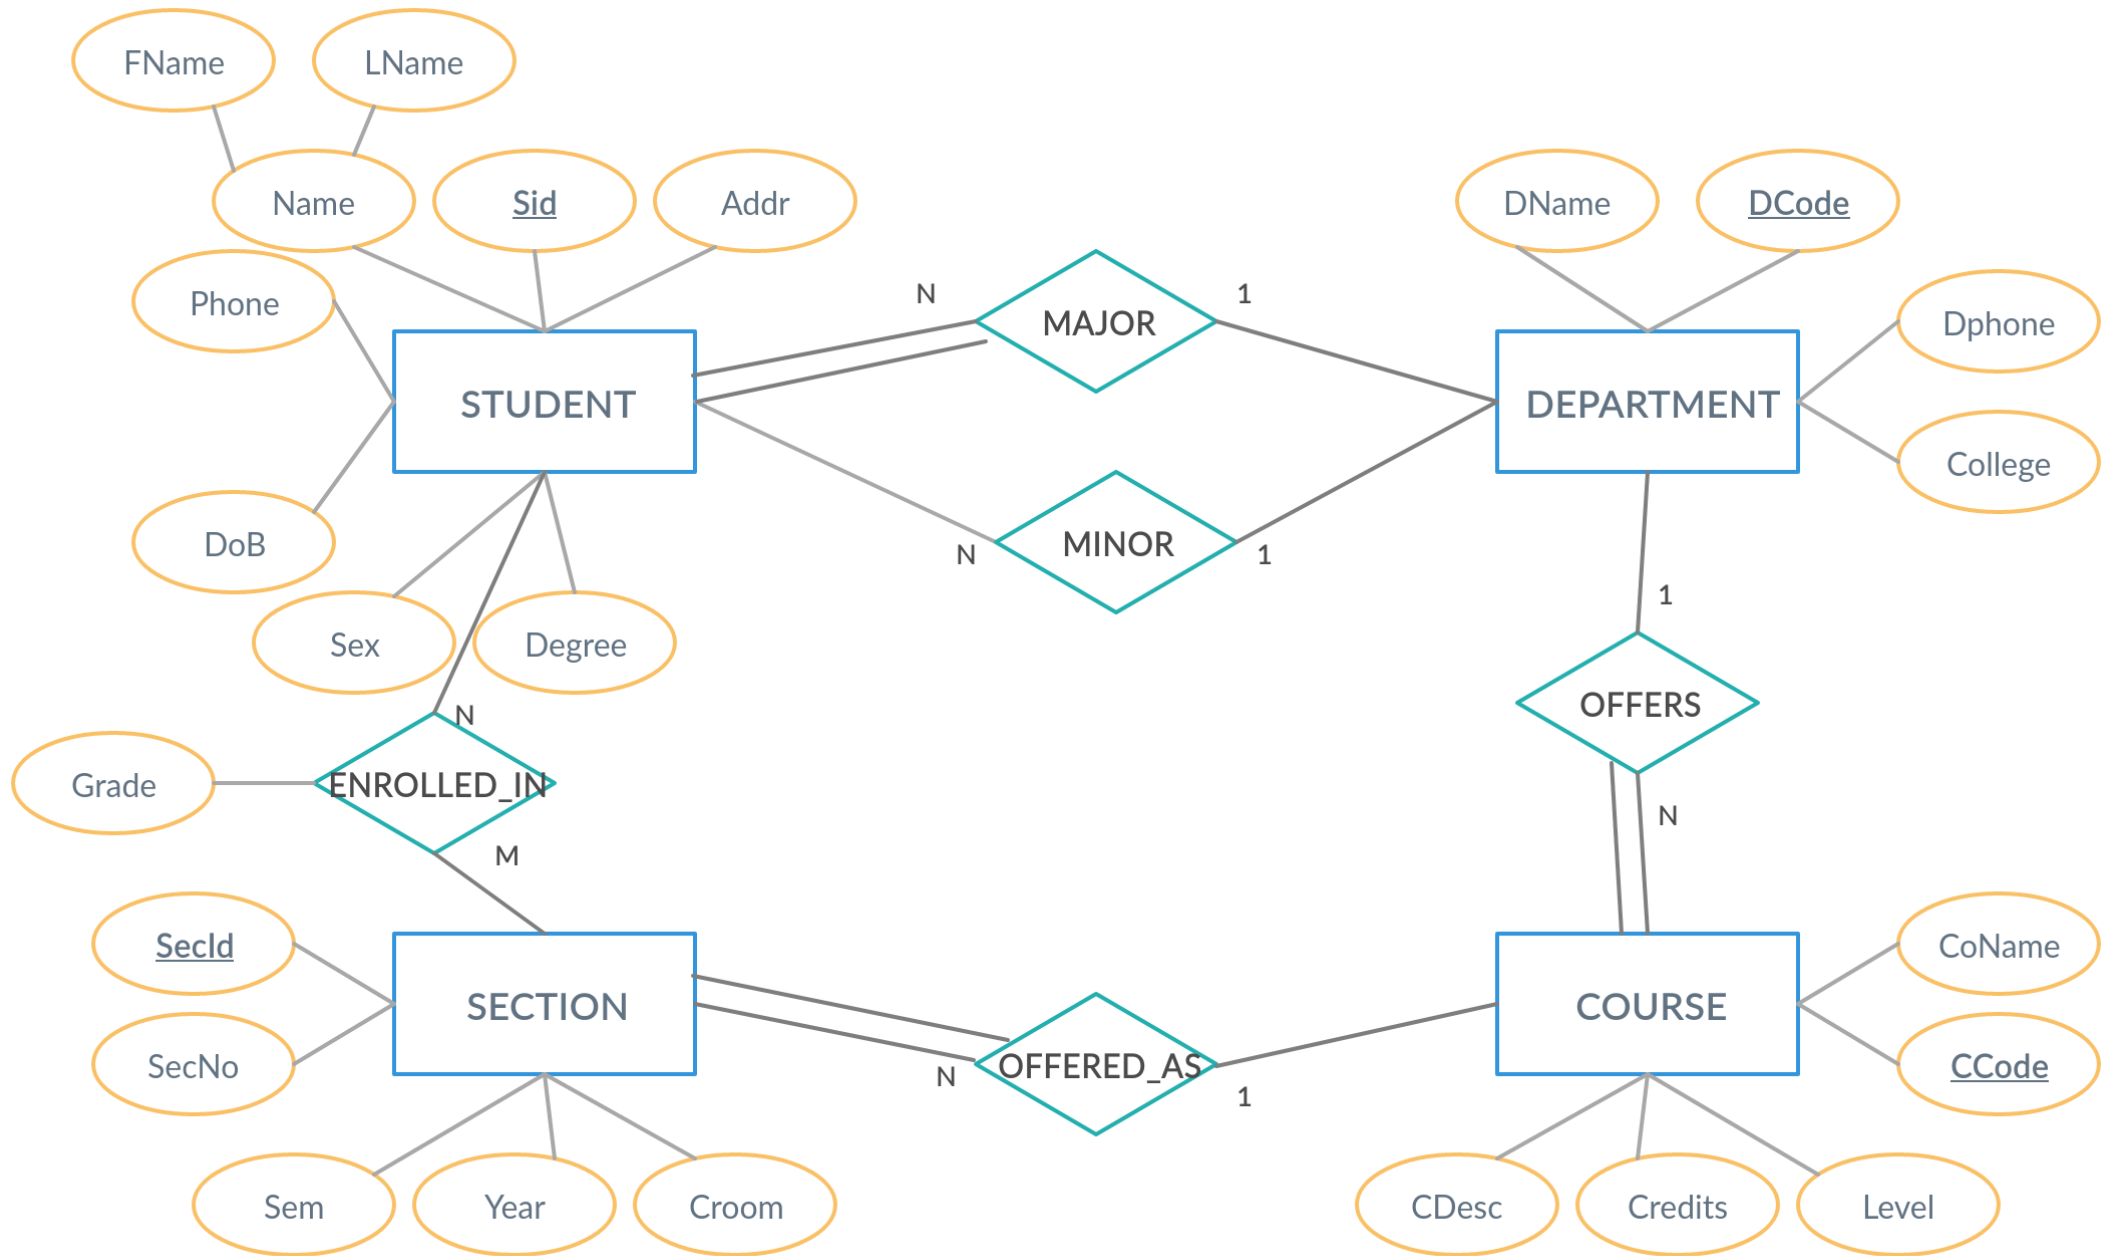 FName
LName
Name
Sid
Addr
DName
DCode
Phone
N
MAJOR
1
Dphone
STUDENT
DEPARTMENT
College
DoB
N
MINOR
1
1
Sex
Degree
OFFERS
N
Grade
ENROLLED_IN
N
M
SecId
SECTION
COURSE
CoName
SecNo
N
OFFERED_AS
1
CCode
Sem
Year
Croom
CDesc
Credits
Level